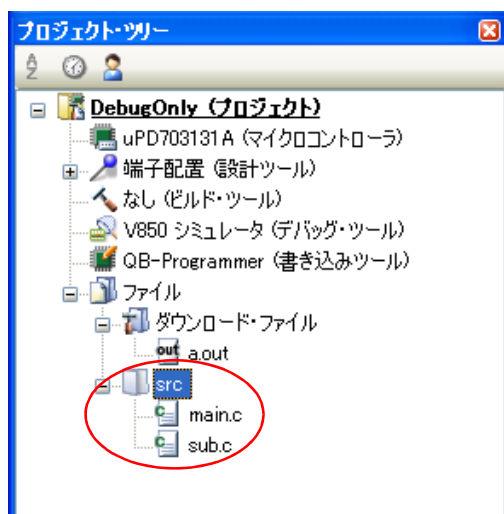 プロジェクト・ツリー
DebugOnly (プロジェクト)
uPD703131A (マイクロコントローラ)
端子配置 (設計ツール)
なし (ビルド・ツール)
V850 シミュレータ (デバッグ・ツール)
QB-Programmer (書き込みツール)
ファイル
ダウンロード・ファイル
out a.out
src
c main.c
c sub.c